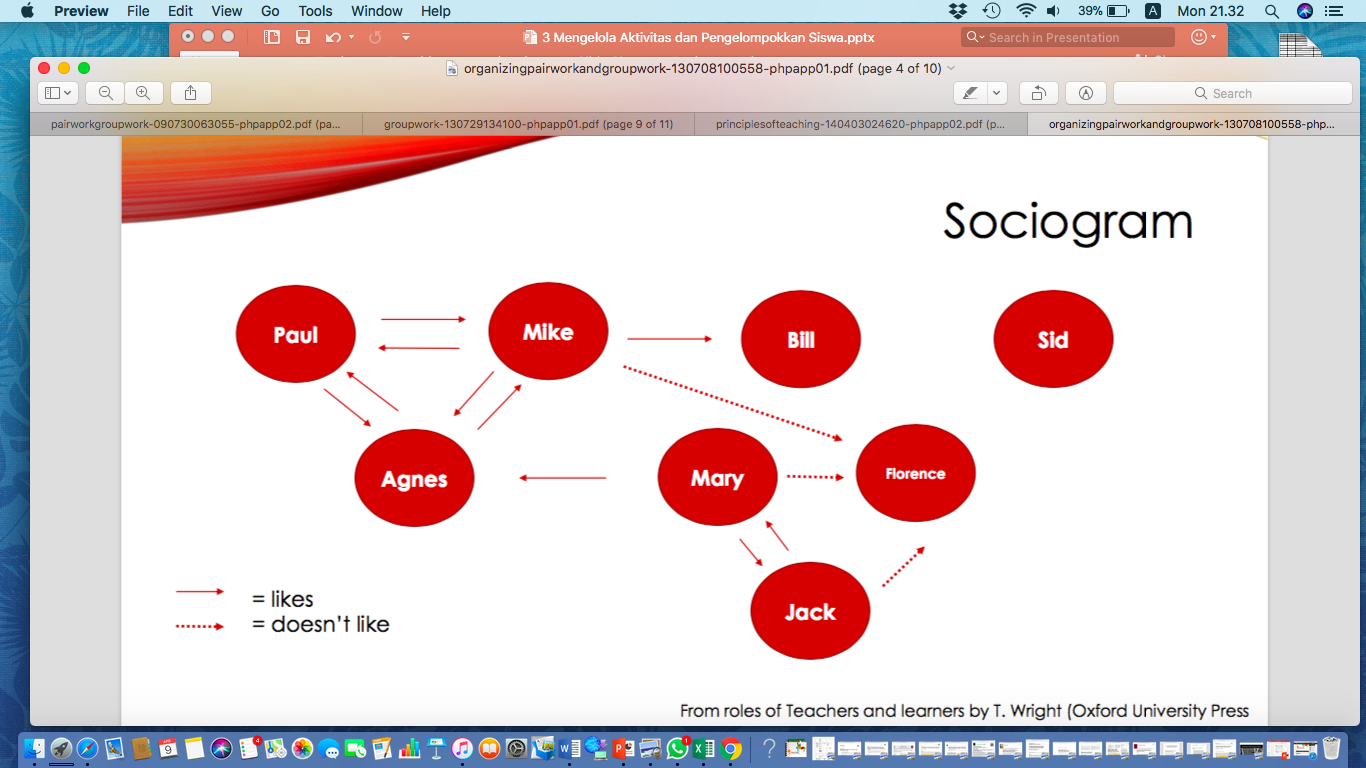 Preview File Edit View Go Tools Window Help 39% A Mon 21.32
3 Mengelola Aktivitas dan Pengelompokkan Siswa.pptx Search in Presentation
organizingpairworkandgroupwork-130708100558-phpapp01.pdf (page 4 of 10)
Search
pairworkgroupwork-090730063055-phpapp02.pdf (pa... groupwork-130729134100-phpapp01.pdf (page 9 of 11) principlesofteaching-140403024620-phpapp02.pdf (p... organizingpairworkandgroupwork-130708100558-php...
Sociogram
Paul Mike Bill Sid
Agnes Mary Florence
Jack
= likes
= doesn't like
From roles of Teachers and learners by T. Wright (Oxford University Press